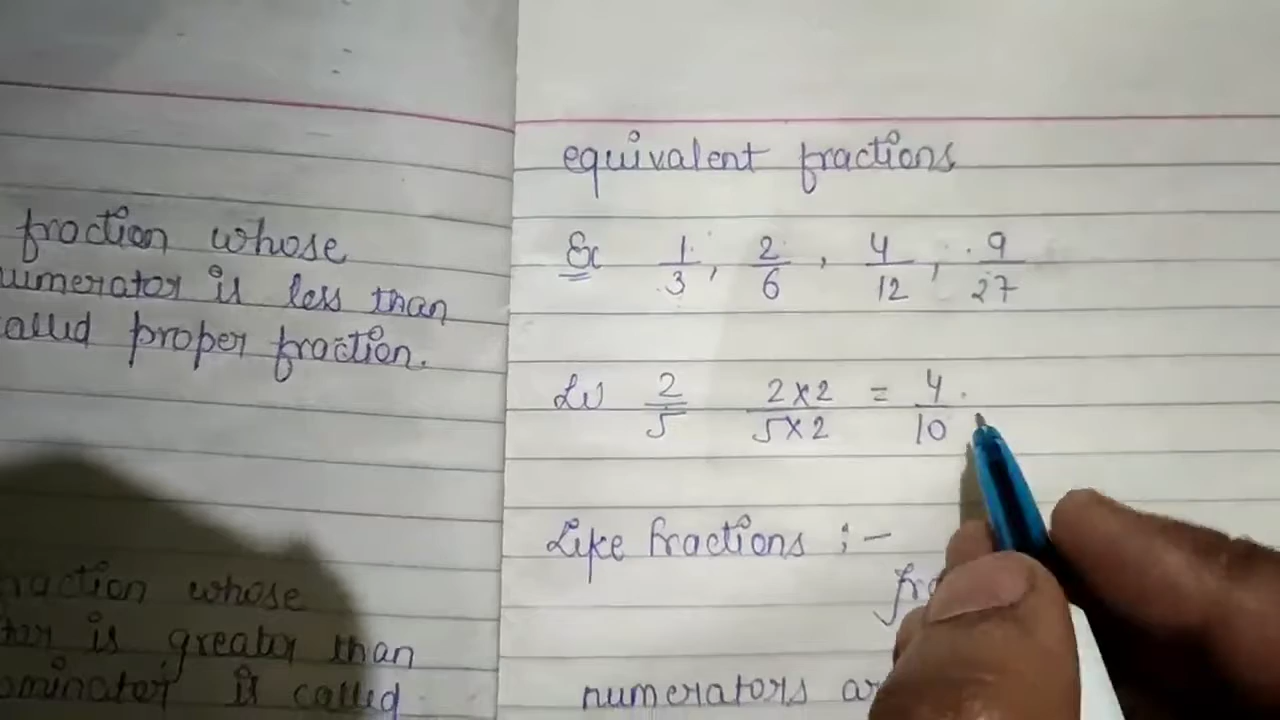 fraction whose
numerator is less than
called proper fraction.
fraction whose
is greater than
is called
equivalent fractions
Ex 1/3, 2/6, 4/12, 9/27
2/5 2×2/5×2 = 4/10
Like fractions :-
numerators